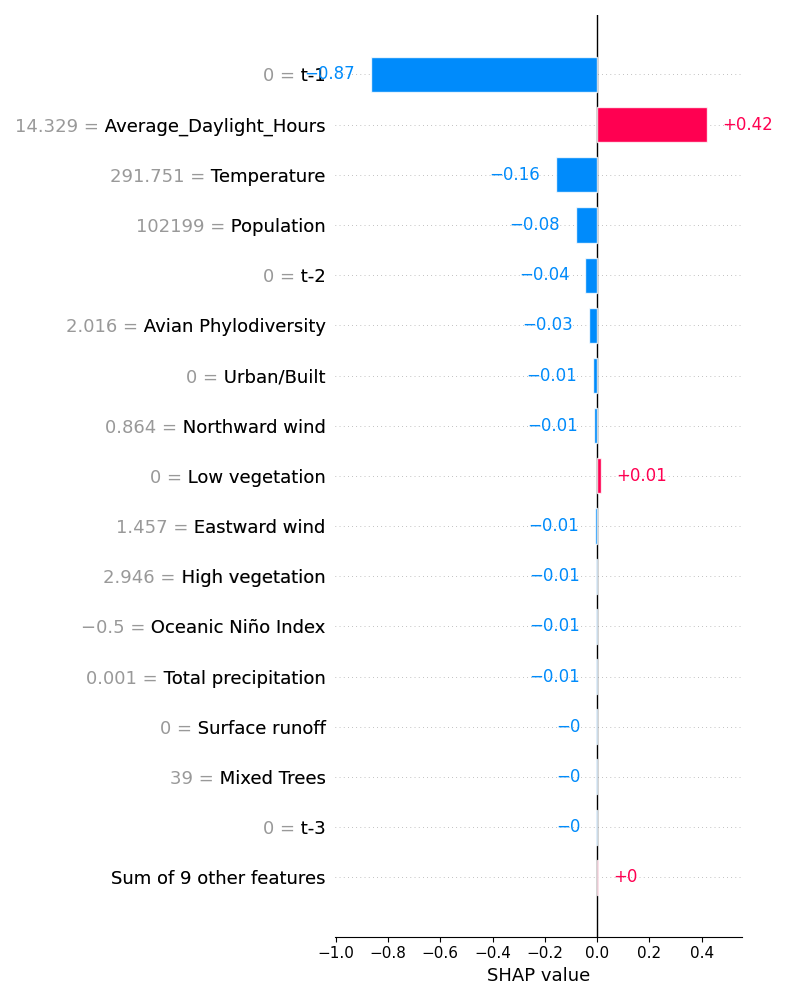 0 = t-1 −0.87
14.329 = Average_Daylight_Hours +0.42
291.751 = Temperature −0.16
102199 = Population −0.08
0 = t-2 −0.04
2.016 = Avian Phylodiversity −0.03
0 = Urban/Built −0.01
0.864 = Northward wind −0.01
0 = Low vegetation +0.01
1.457 = Eastward wind −0.01
2.946 = High vegetation −0.01
−0.5 = Oceanic Niño Index −0.01
0.001 = Total precipitation −0.01
0 = Surface runoff −0
39 = Mixed Trees −0
0 = t-3 −0
Sum of 9 other features +0
−1.0 −0.8 −0.6 −0.4 −0.2 0.0 0.2 0.4
SHAP value